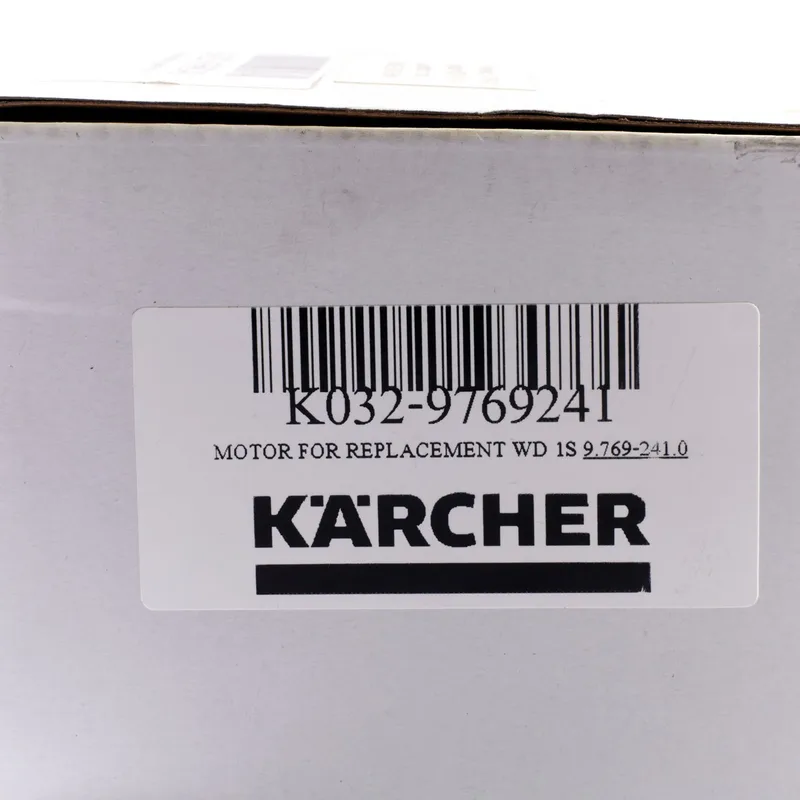 K032-9769241
MOTOR FOR REPLACEMENT WD 1S 9.769-241.0
KÄRCHER